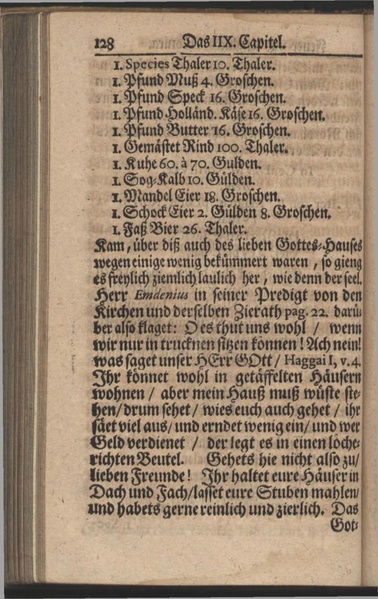 128 Das IIX. Capitel.
1. Species Thaler 10. Thaler.
1. Pfund Muß 4. Groschen.
1. Pfund Speck 16. Groschen.
1. Pfund Holländ. Käse 16. Groschen.
1. Pfund Butter 16. Groschen.
1. Gemästet Rind 100. Thaler.
1. Kuhe 60. à 70. Gulden.
1. Sog-Kalb 10. Gülden.
1. Mandel Eier 18. Groschen.
1. Schock Eier 2. Gülden 8. Groschen.
1. Faß Bier 26. Thaler.
Kam, über diß auch des lieben Gottes-Hauses
wegen einige wenig bekümmert waren, so gieng
es freylich ziemlich laulich her, wie denn der seel.
Herr Emdenius in seiner Predigt von den
Kirchen und derselben Zierath pag. 22. darü-
ber also klaget: O es thut uns wohl / wenn
wir nur in trucknen sitzen können! Ach nein!
was saget unser HErr GOtt / Haggai I, v. 4.
Ihr könnet wohl in getäffelten Häusern
wohnen / aber mein Hauß muß wüste ste-
hen / drum sehet / wies euch auch gehet / ihr
säet viel aus / und erndet wenig ein / und wer
Geld verdienet / der legt es in einen löche-
richten Beutel. Gehets hie nicht also zu /
lieben Freunde! Ihr haltet eure Häuser in
Dach und Fach / lasset eure Stuben mahlen /
und habets gerne reinlich und zierlich. Das
Got-